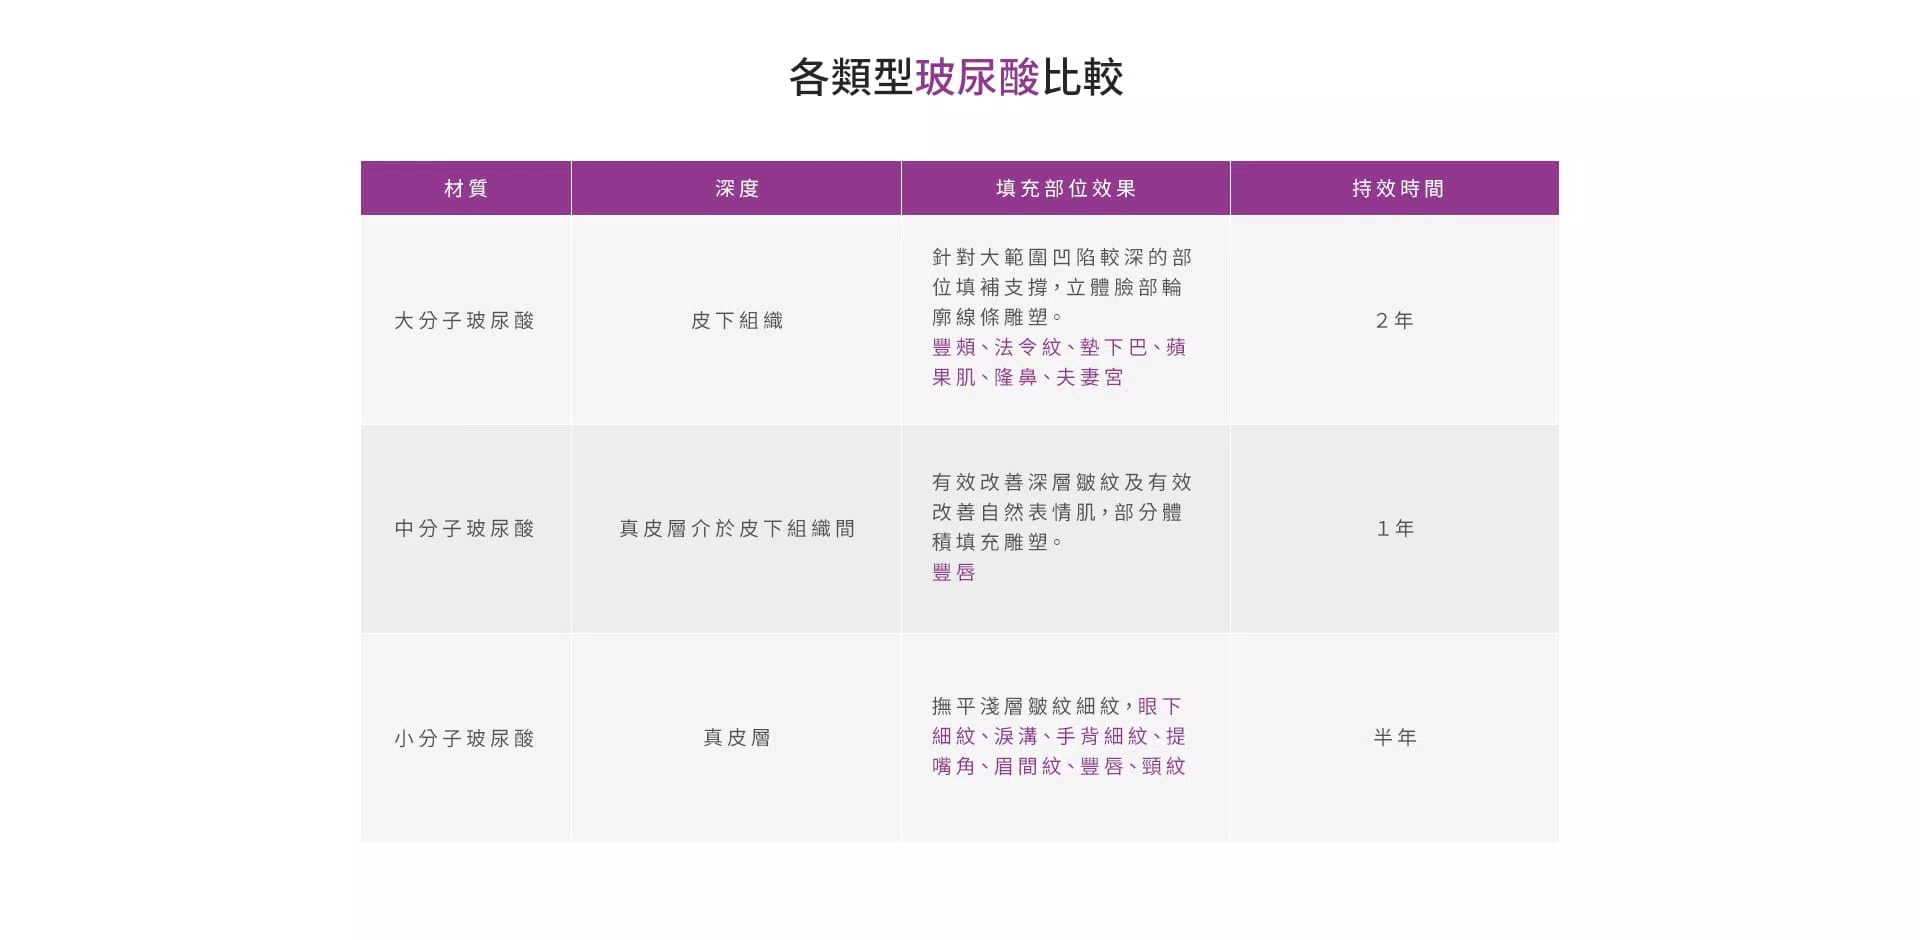 各類型玻尿酸比較
材質
深度
填充部位效果
持效時間
大分子玻尿酸
皮下組織
針對大範圍凹陷較深的部
位填補支撐，立體臉部輪
廓線條雕塑。
豐頰、法令紋、墊下巴、蘋
果肌、隆鼻、夫妻宮
2年
中分子玻尿酸
真皮層介於皮下組織間
有效改善深層皺紋及有效
改善自然表情肌，部分體
積填充雕塑。
豐唇
1年
小分子玻尿酸
真皮層
撫平淺層皺紋細紋，眼下
細紋、淚溝、手背細紋、提
嘴角、眉間紋、豐唇、頸紋
半年